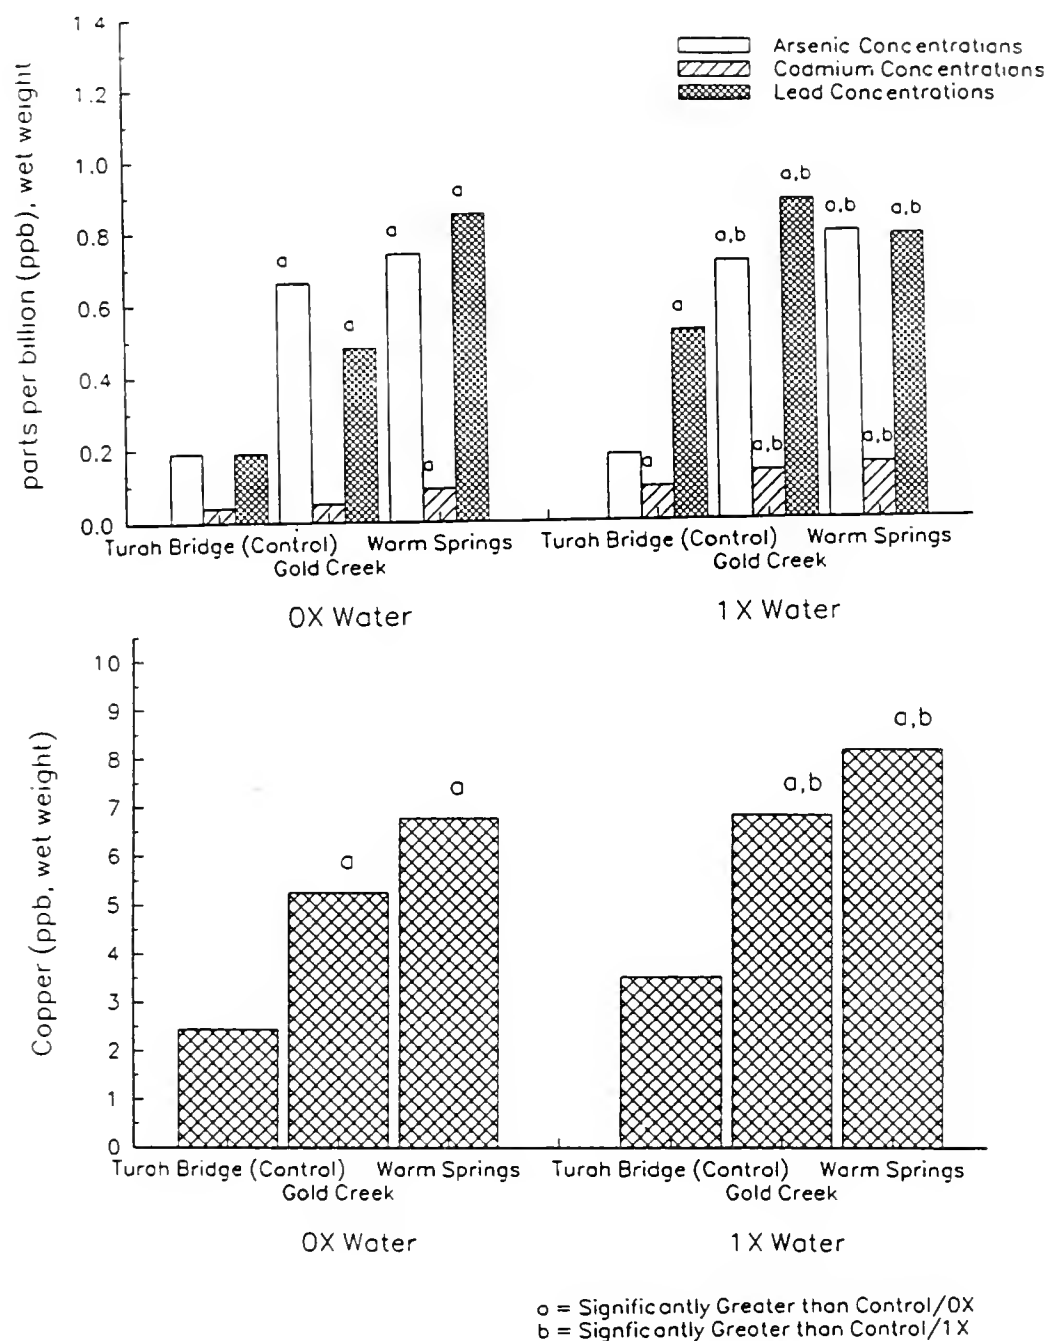 1 4
Arsenic Concentrations
Cadmium Concentrations
Lead Concentrations
1.2
1.0
0.8
0.6
0.4
0.2
0.0
parts per billion (ppb), wet weight
a
a
a
a
a
a
a
a,b
a,b
a,b
a,b
a,b
a,b
Turah Bridge (Control) Warm Springs Turah Bridge (Control) Warm Springs
Gold Creek Gold Creek
0X Water 1X Water
10
9
8
7
6
5
4
3
2
1
0
Copper (ppb, wet weight)
a
a
a,b
a,b
Turah Bridge (Control) Warm Springs Turah Bridge (Control) Warm Springs
Gold Creek Gold Creek
0X Water 1X Water
a = Significantly Greater than Control/0X
b = Signficantly Greater than Control/1X